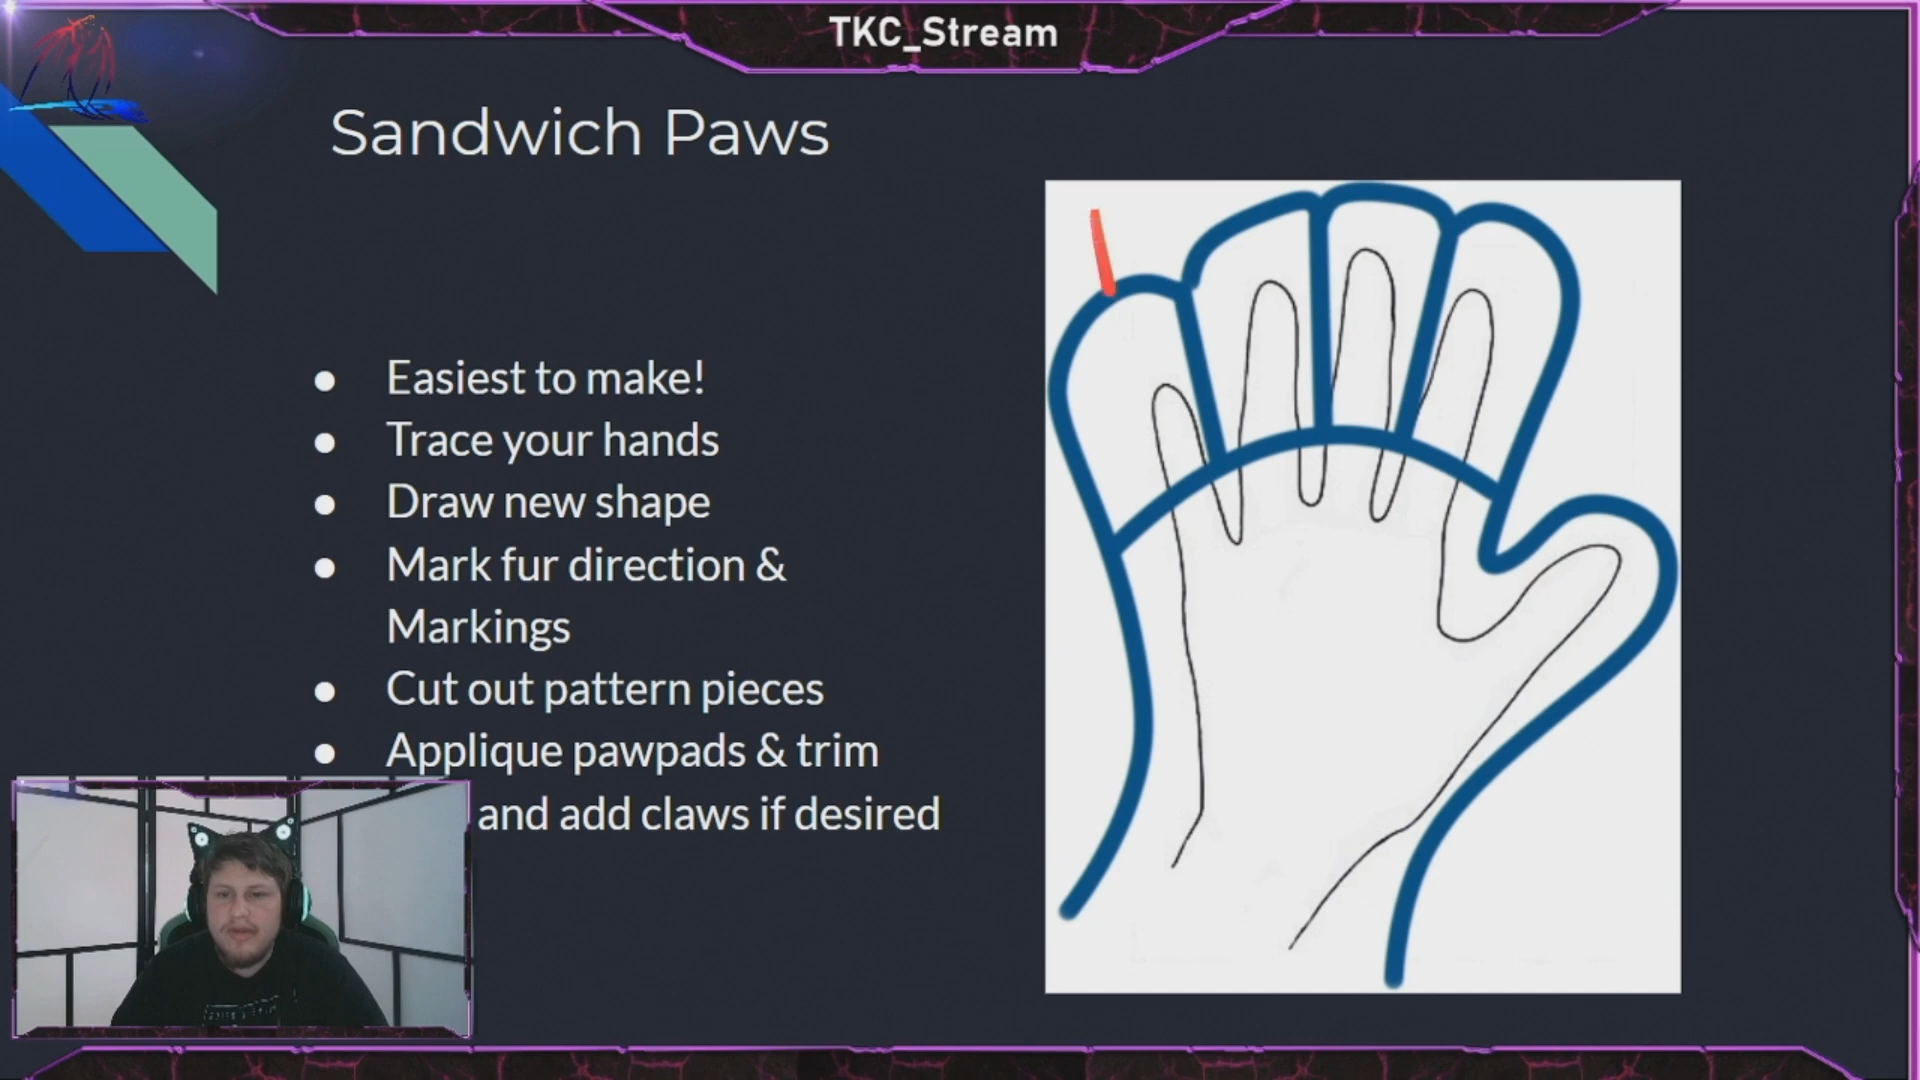 TKC_Stream
Sandwich Paws
● Easiest to make!
● Trace your hands
● Draw new shape
● Mark fur direction &
Markings
● Cut out pattern pieces
● Applique pawpads & trim
and add claws if desired